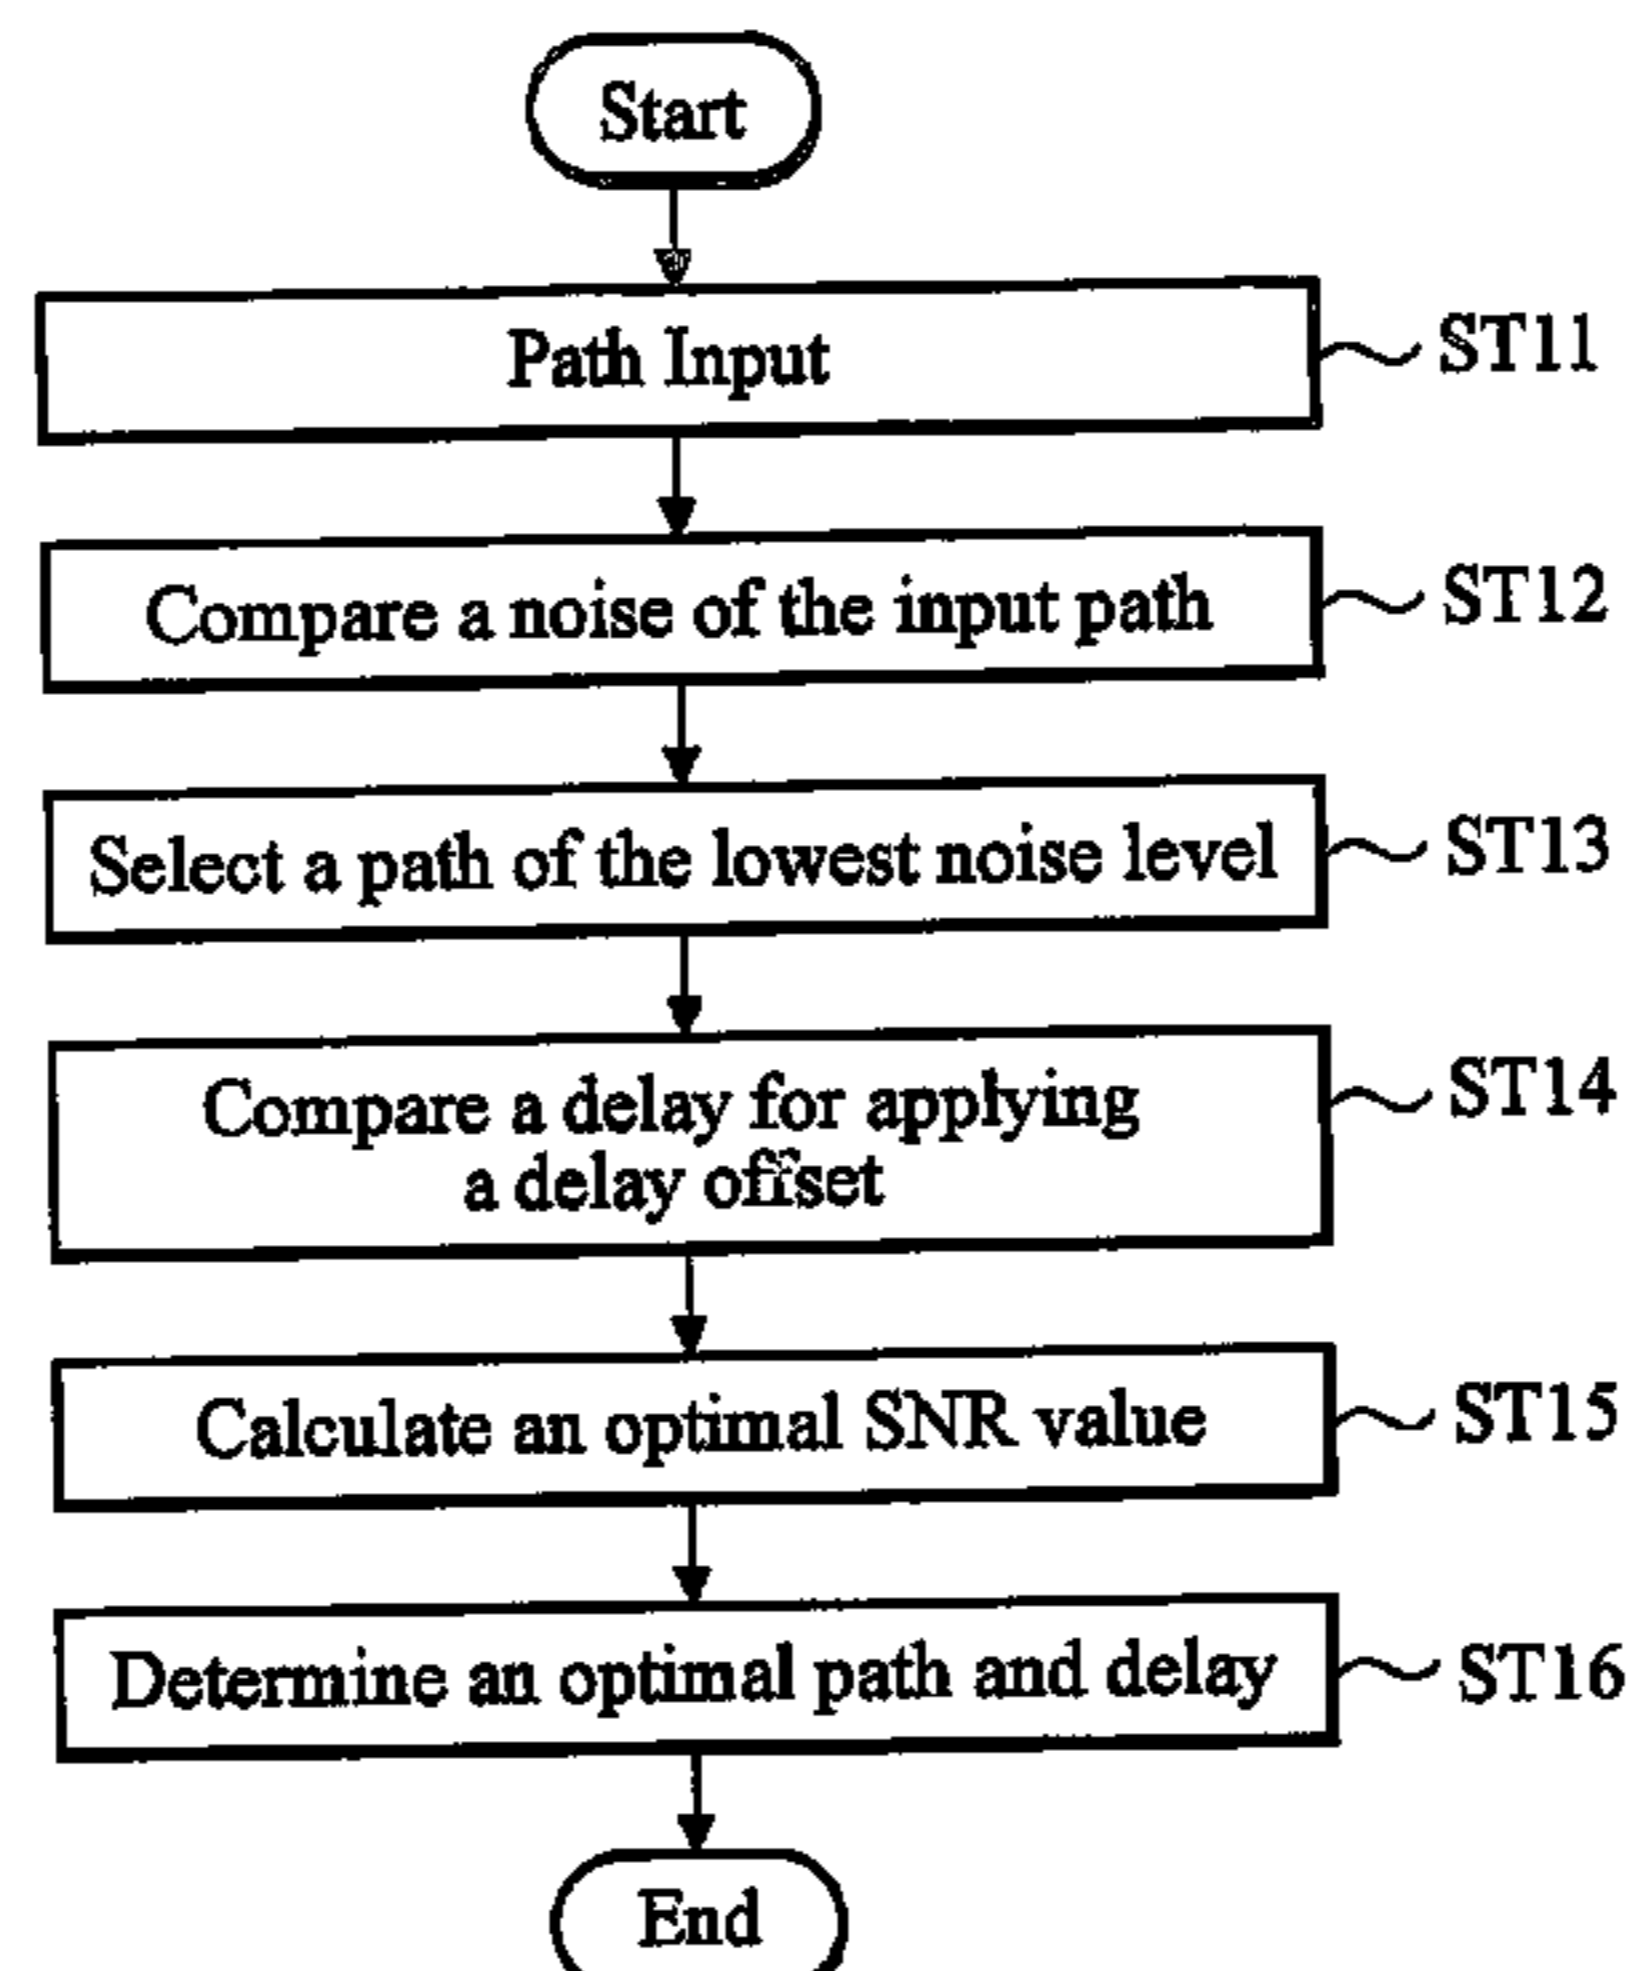 Start
Path Input
ST11
Compare a noise of the input path
ST12
Select a path of the lowest noise level
ST13
Compare a delay for applying
a delay offset
ST14
Calculate an optimal SNR value
ST15
Determine an optimal path and delay
ST16
End